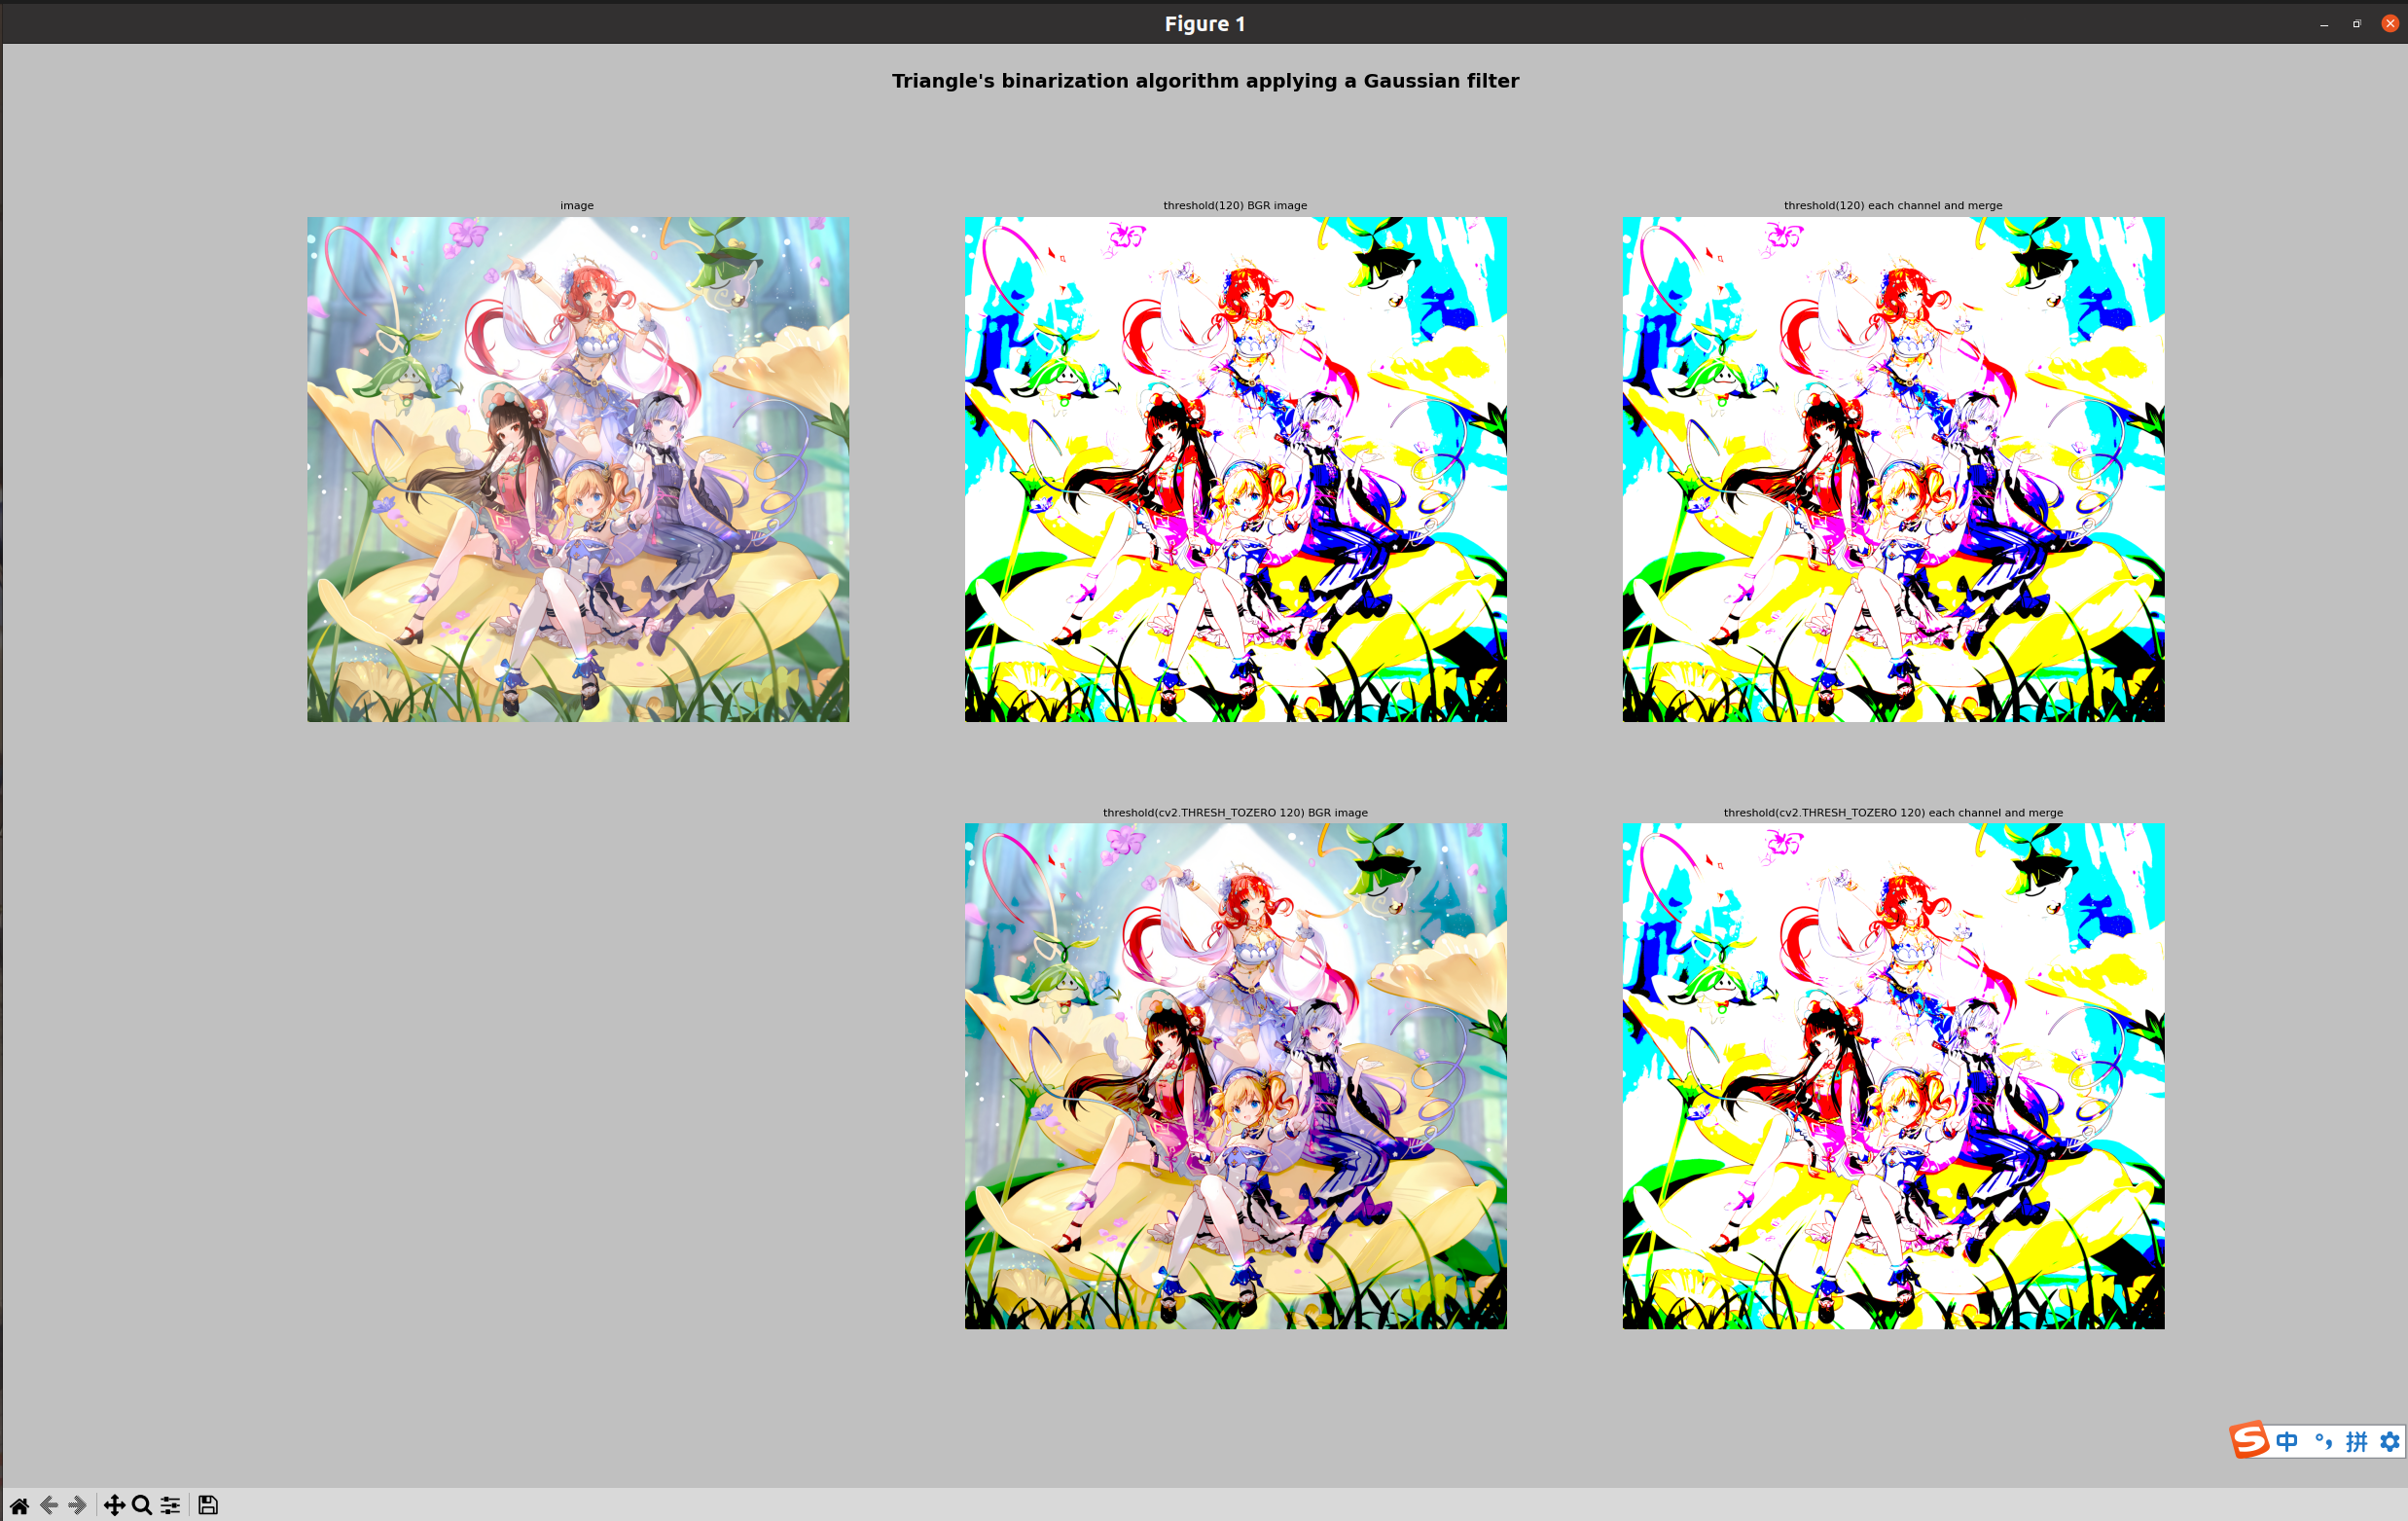 Figure 1
Triangle's binarization algorithm applying a Gaussian filter
image
threshold(120) BGR image
threshold(120) each channel and merge
threshold(cv2.THRESH_TOZERO 120) BGR image
threshold(cv2.THRESH_TOZERO 120) each channel and merge
S 中 °, 拼